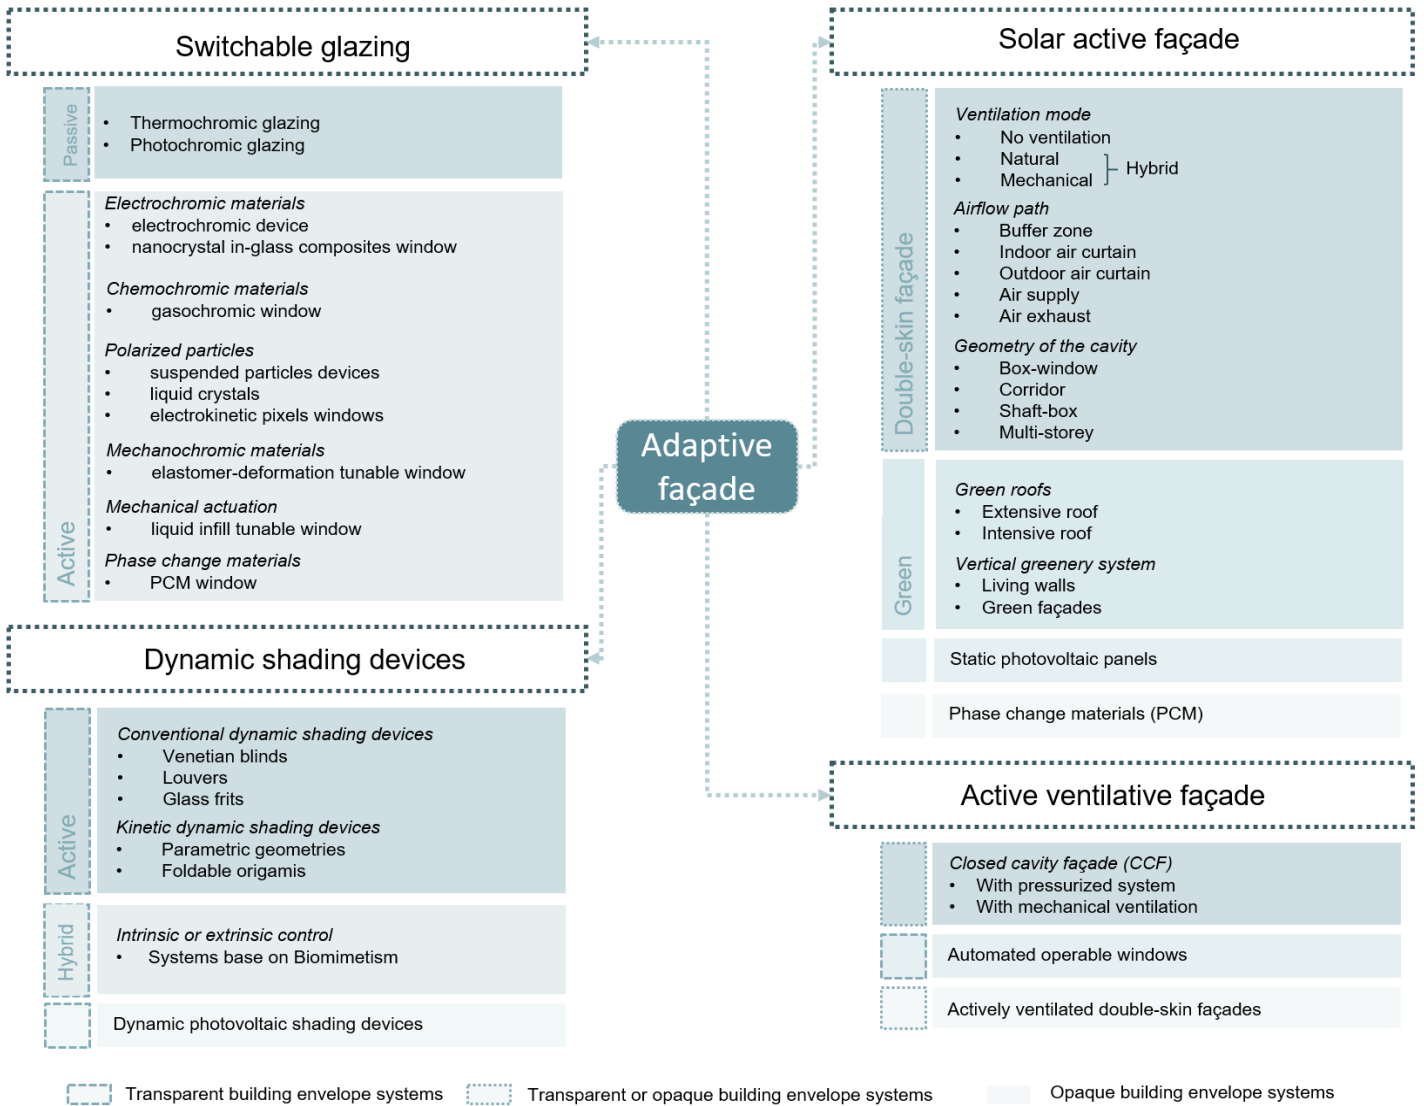 Switchable glazing
Passive
• Thermochromic glazing
• Photochromic glazing
Active
Electrochromic materials
• electrochromic device
• nanocrystal in-glass composites window
Chemochromic materials
• gasochromic window
Polarized particles
• suspended particles devices
• liquid crystals
• electrokinetic pixels windows
Mechanochromic materials
• elastomer-deformation tunable window
Mechanical actuation
• liquid infill tunable window
Phase change materials
• PCM window
Dynamic shading devices
Active
Conventional dynamic shading devices
• Venetian blinds
• Louvers
• Glass frits
Kinetic dynamic shading devices
• Parametric geometries
• Foldable origamis
Hybrid
Intrinsic or extrinsic control
• Systems base on Biomimetism
Dynamic photovoltaic shading devices
Adaptive
façade
Solar active façade
Double-skin façade
Ventilation mode
• No ventilation
• Natural
• Mechanical
Hybrid
Airflow path
• Buffer zone
• Indoor air curtain
• Outdoor air curtain
• Air supply
• Air exhaust
Geometry of the cavity
• Box-window
• Corridor
• Shaft-box
• Multi-storey
Green
Green roofs
• Extensive roof
• Intensive roof
Vertical greenery system
• Living walls
• Green façades
Static photovoltaic panels
Phase change materials (PCM)
Active ventilative façade
Closed cavity façade (CCF)
• With pressurized system
• With mechanical ventilation
Automated operable windows
Actively ventilated double-skin façades
Transparent building envelope systems
Transparent or opaque building envelope systems
Opaque building envelope systems